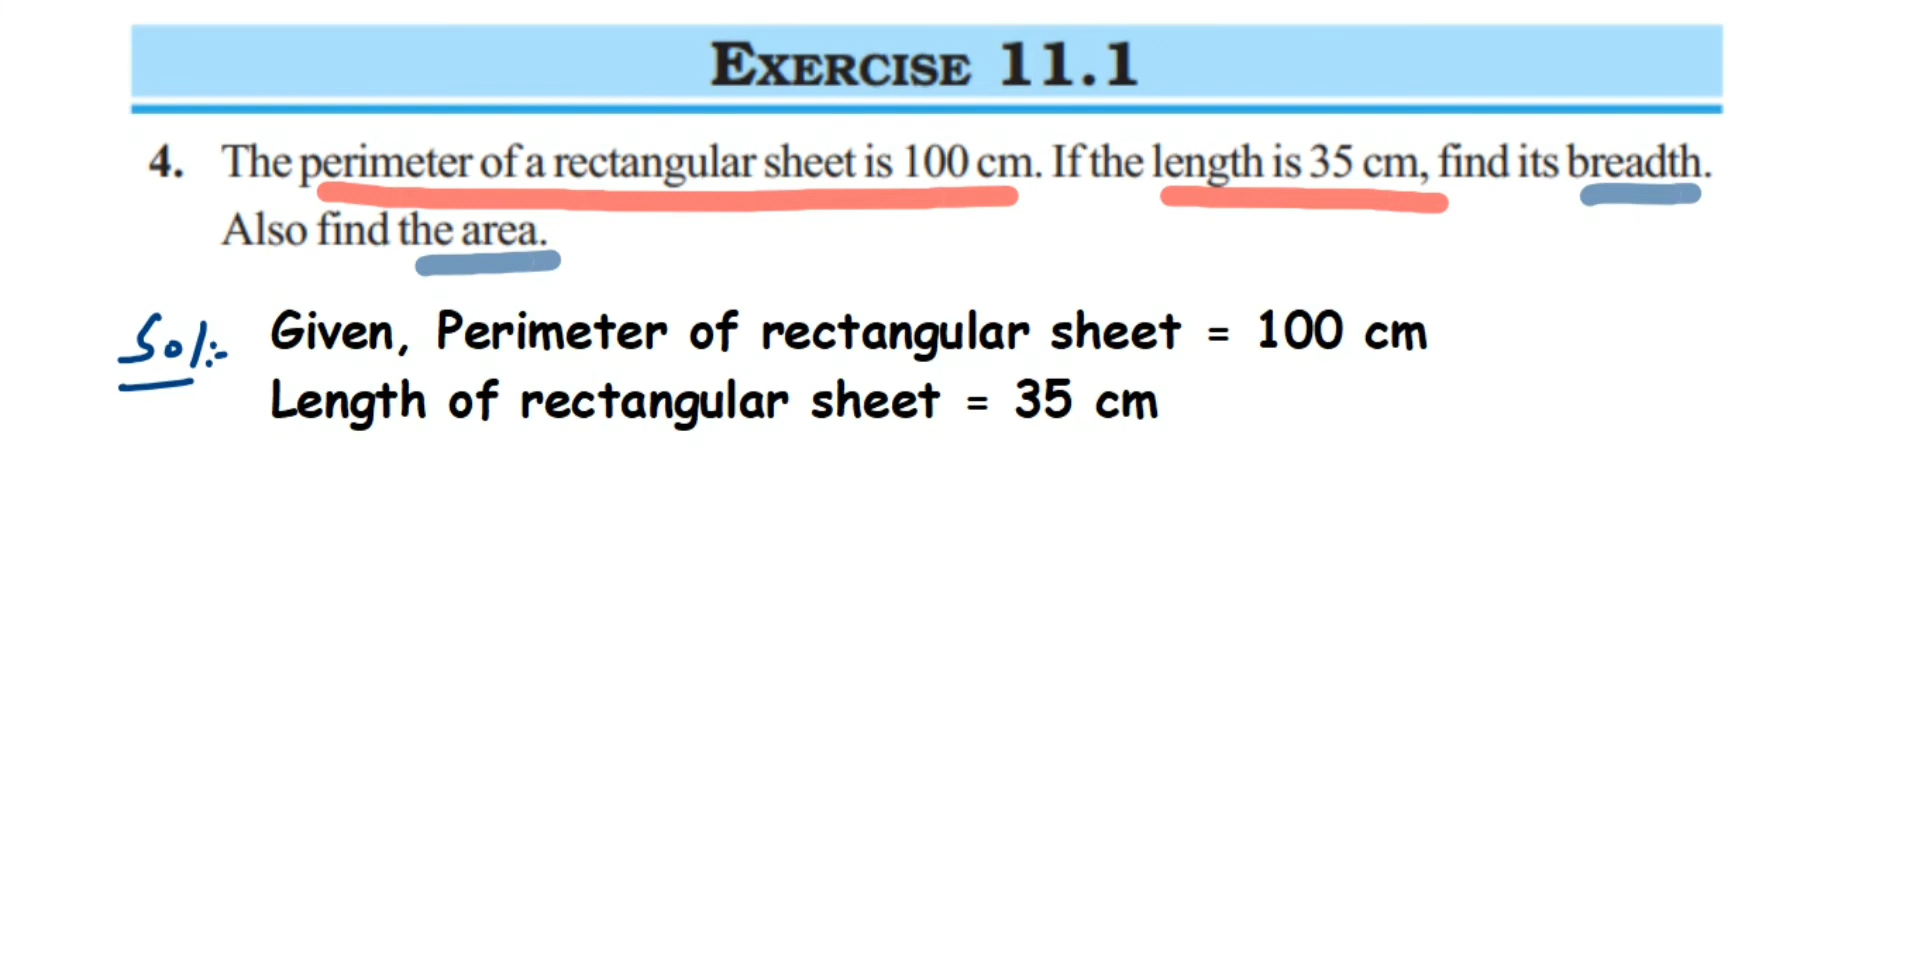 EXERCISE 11.1
4. The perimeter of a rectangular sheet is 100 cm. If the length is 35 cm, find its breadth.
Also find the area.
Sol:- Given, Perimeter of rectangular sheet = 100 cm
Length of rectangular sheet = 35 cm